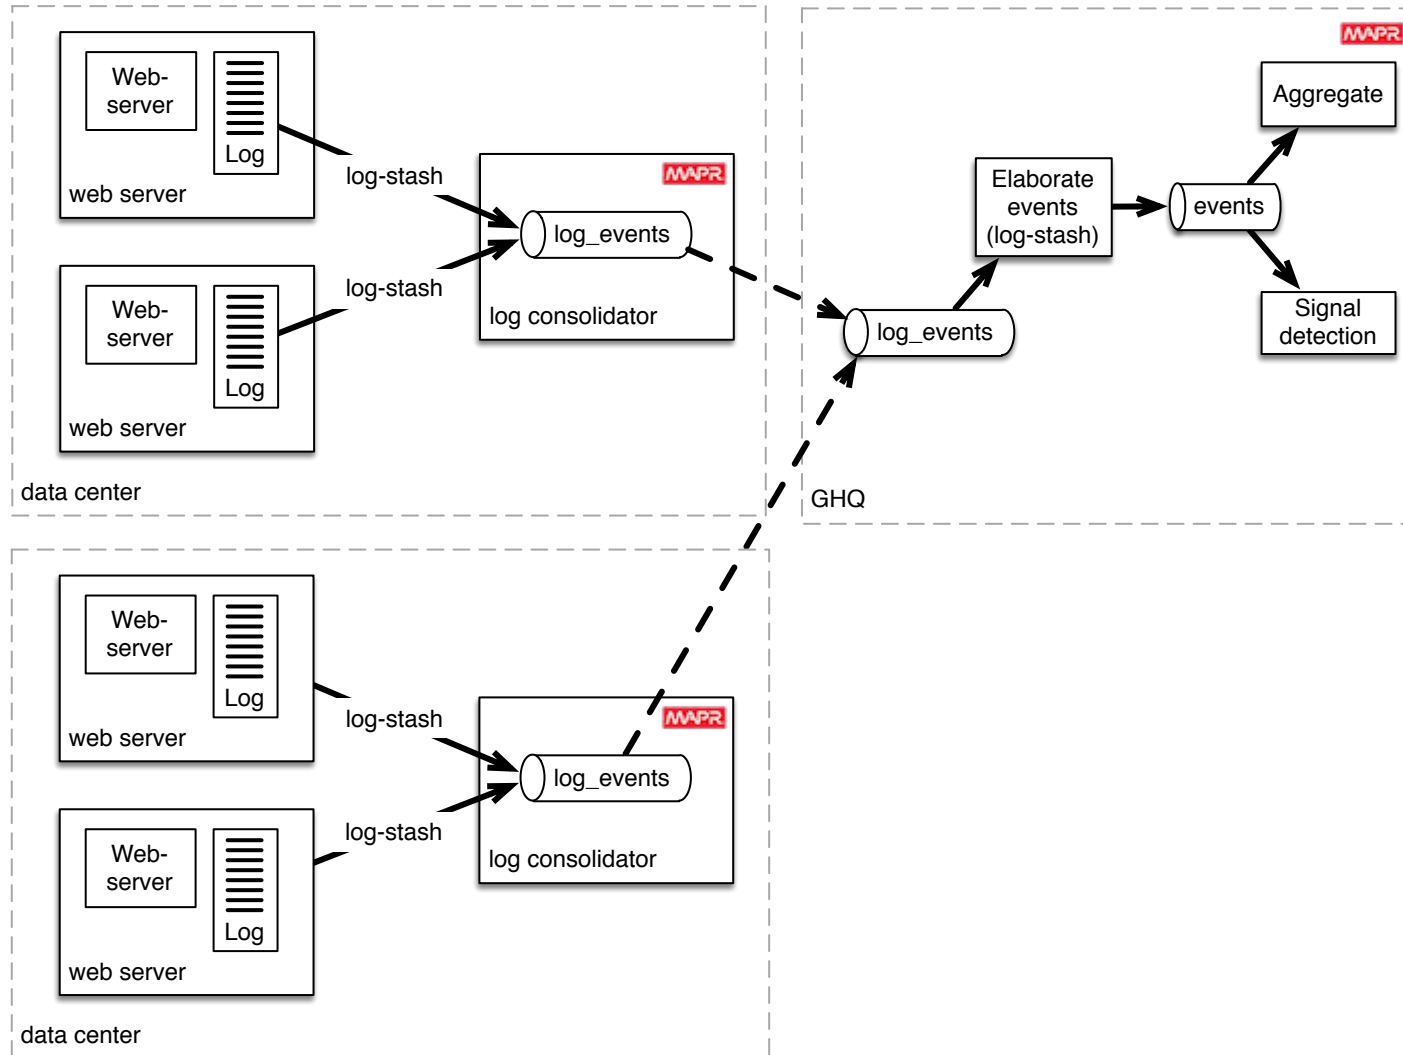 Web-
server
Log
web server
log-stash
Web-
server
Log
web server
log-stash
MAPR
log_events
log consolidator
data center
MAPR
Aggregate
Elaborate
events
(log-stash)
events
Signal
detection
log_events
GHQ
Web-
server
Log
web server
log-stash
Web-
server
Log
web server
log-stash
MAPR
log_events
log consolidator
data center